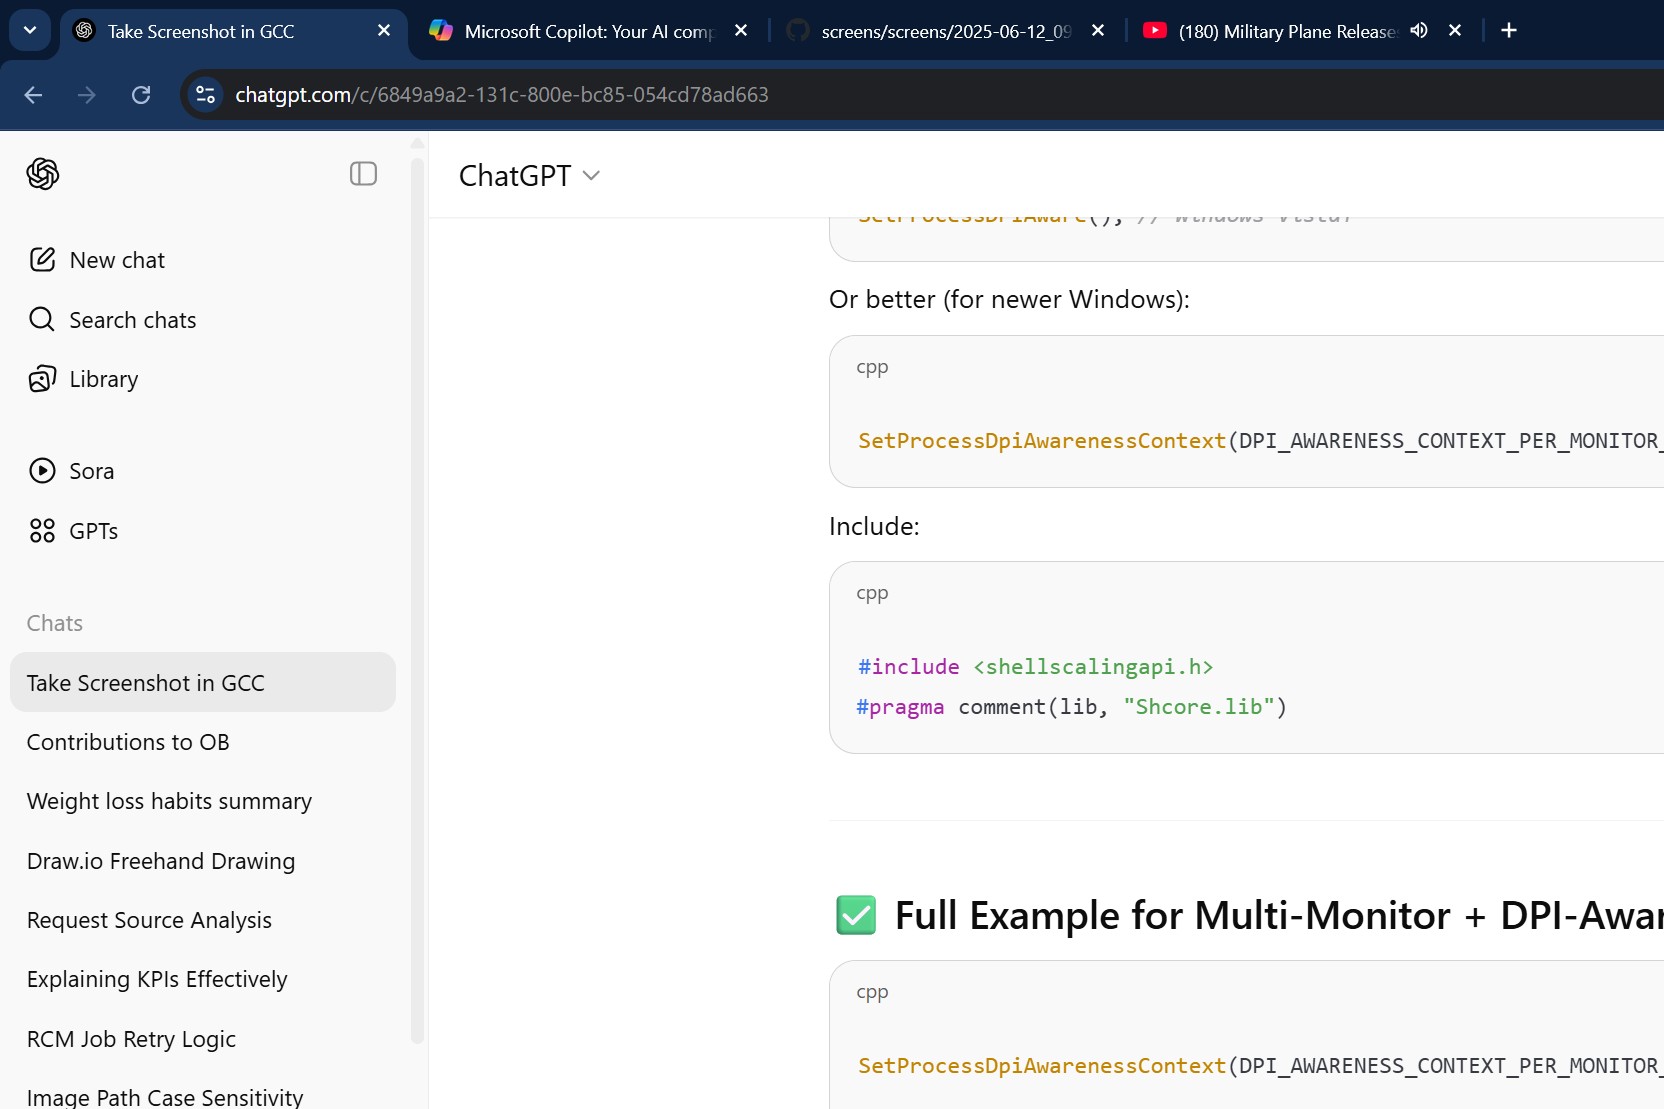 Take Screenshot in GCC
Microsoft Copilot: Your AI comp
screens/screens/2025-06-12_09
(180) Military Plane Release
chatgpt.com/c/6849a9a2-131c-800e-bc85-054cd78ad663
ChatGPT
New chat
Search chats
Library
Sora
GPTs
Chats
Take Screenshot in GCC
Contributions to OB
Weight loss habits summary
Draw.io Freehand Drawing
Request Source Analysis
Explaining KPIs Effectively
RCM Job Retry Logic
Image Path Case Sensitivity
SetProcessDPIAware(); // Windows Vista+
Or better (for newer Windows):
cpp
SetProcessDpiAwarenessContext(DPI_AWARENESS_CONTEXT_PER_MONITOR_
Include:
cpp
#include <shellscalingapi.h>
#pragma comment(lib, "Shcore.lib")
✅ Full Example for Multi-Monitor + DPI-Awar
cpp
SetProcessDpiAwarenessContext(DPI_AWARENESS_CONTEXT_PER_MONITOR_